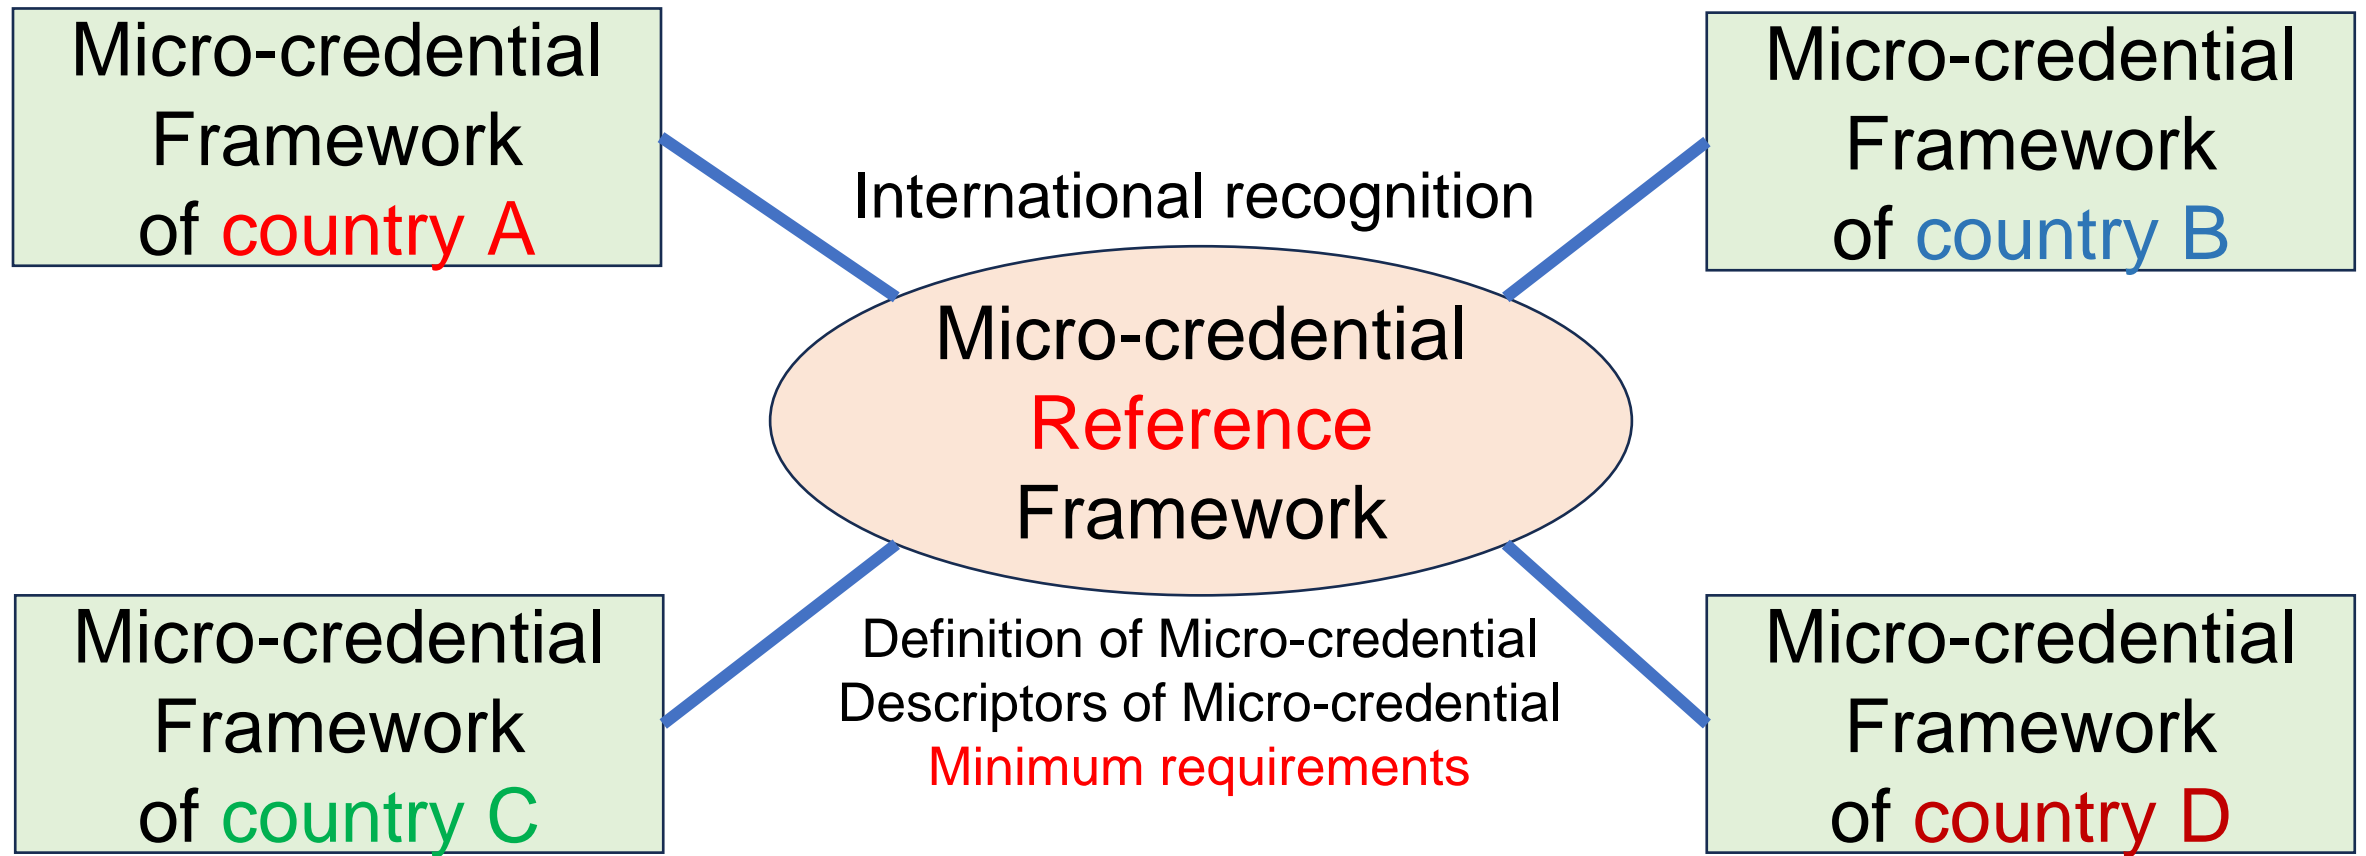 Micro-credential
Framework
of country A
Micro-credential
Framework
of country B
International recognition
Micro-credential
Reference
Framework
Micro-credential
Framework
of country C
Definition of Micro-credential
Descriptors of Micro-credential
Minimum requirements
Micro-credential
Framework
of country D